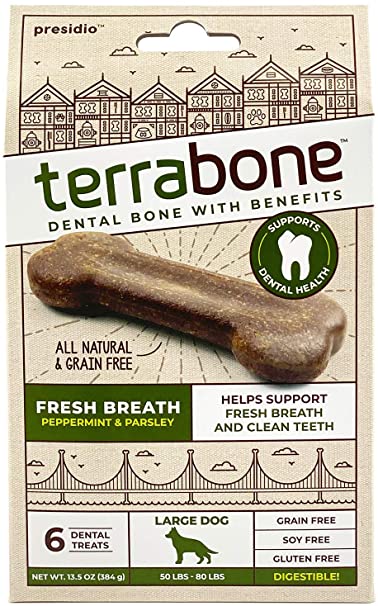 presidio™
terrabone™
DENTAL BONE WITH BENEFITS
SUPPORTS
DENTAL HEALTH
ALL NATURAL
& GRAIN FREE
FRESH BREATH
PEPPERMINT & PARSLEY
HELPS SUPPORT
FRESH BREATH
AND CLEAN TEETH
6 DENTAL
TREATS
NET WT. 13.5 OZ (384 g)
LARGE DOG
50 LBS - 80 LBS
GRAIN FREE
SOY FREE
GLUTEN FREE
DIGESTIBLE!